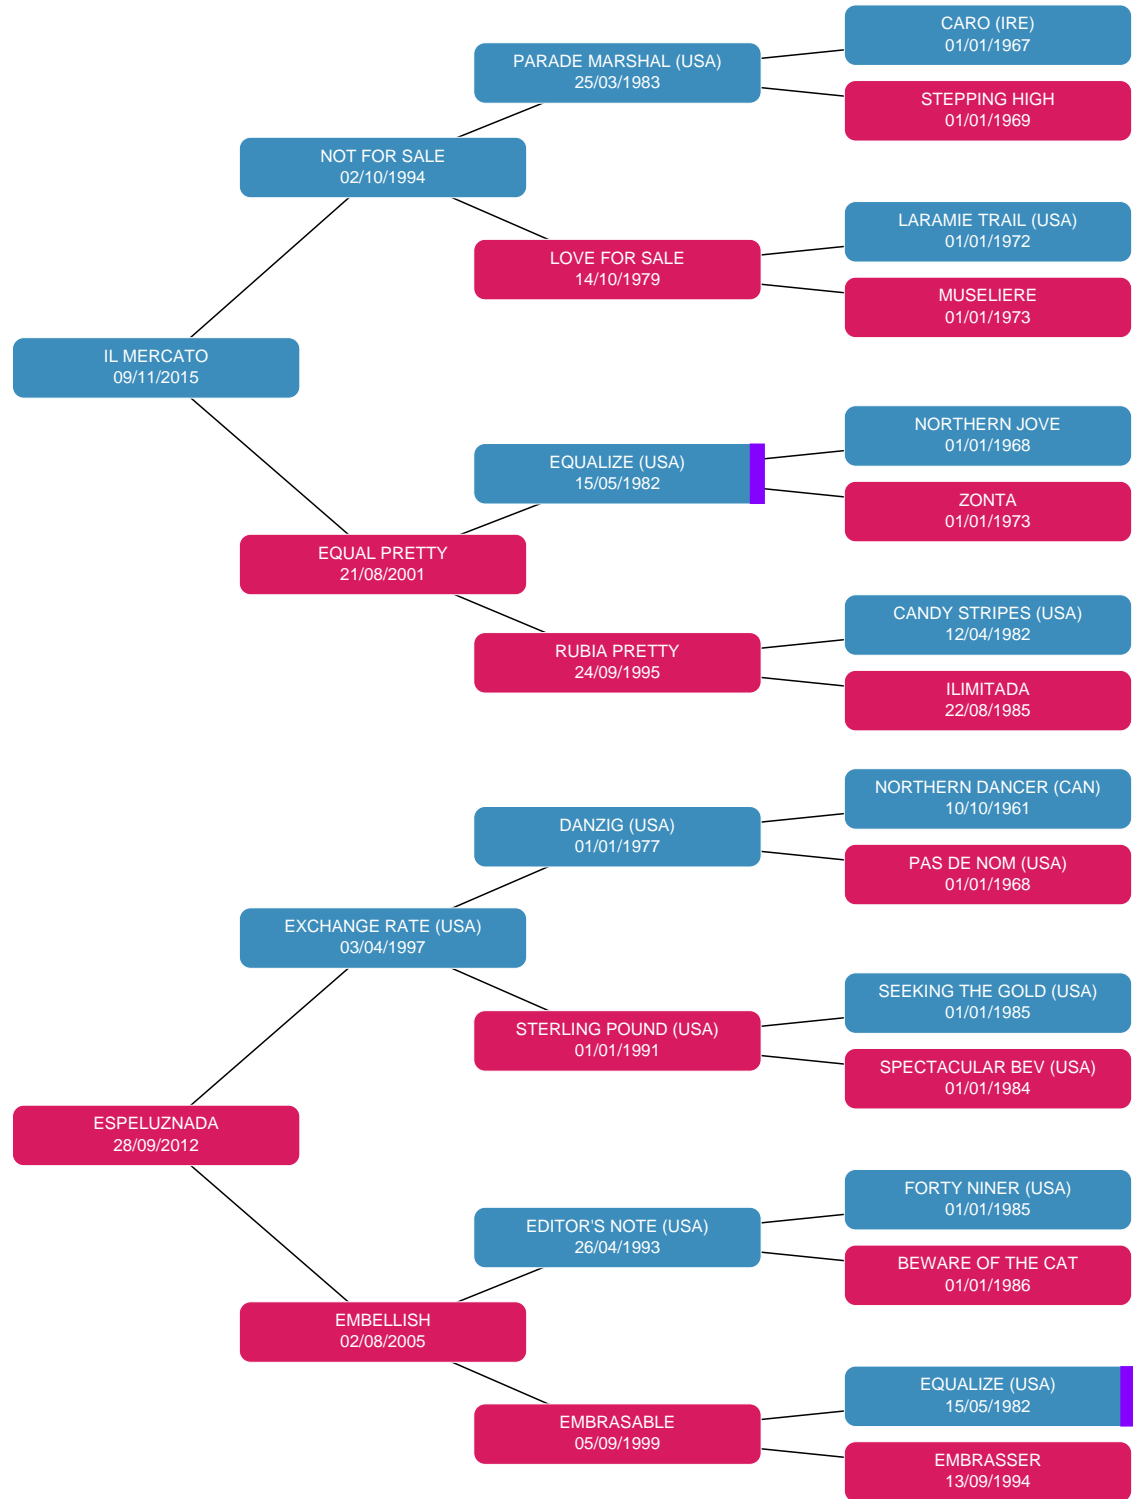 CARO (IRE)
01/01/1967
PARADE MARSHAL (USA)
25/03/1983
STEPPING HIGH
01/01/1969
NOT FOR SALE
02/10/1994
LARAMIE TRAIL (USA)
01/01/1972
LOVE FOR SALE
14/10/1979
MUSELIERE
01/01/1973
IL MERCATO
09/11/2015
NORTHERN JOVE
01/01/1968
EQUALIZE (USA)
15/05/1982
ZONTA
01/01/1973
EQUAL PRETTY
21/08/2001
CANDY STRIPES (USA)
12/04/1982
RUBIA PRETTY
24/09/1995
ILIMITADA
22/08/1985
NORTHERN DANCER (CAN)
10/10/1961
DANZIG (USA)
01/01/1977
PAS DE NOM (USA)
01/01/1968
EXCHANGE RATE (USA)
03/04/1997
SEEKING THE GOLD (USA)
01/01/1985
STERLING POUND (USA)
01/01/1991
SPECTACULAR BEV (USA)
01/01/1984
ESPELUZNADA
28/09/2012
FORTY NINER (USA)
01/01/1985
EDITOR'S NOTE (USA)
26/04/1993
BEWARE OF THE CAT
01/01/1986
EMBELLISH
02/08/2005
EQUALIZE (USA)
15/05/1982
EMBRASABLE
05/09/1999
EMBRASSER
13/09/1994